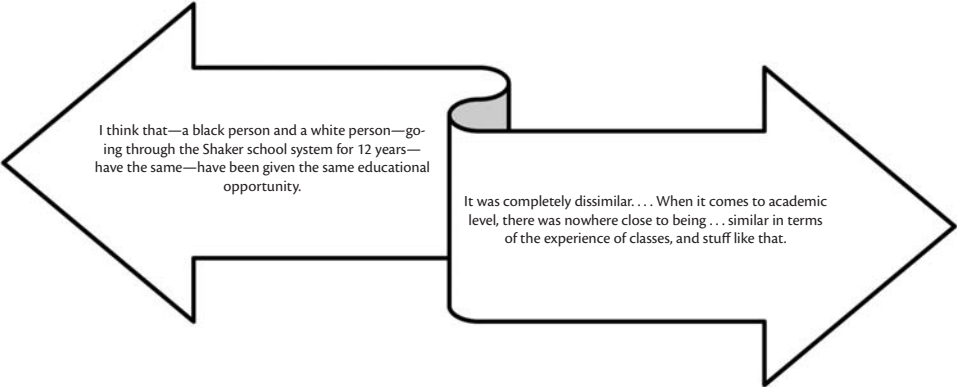 I think that—a black person and a white person—go-
ing through the Shaker school system for 12 years—
have the same—have been given the same educational
opportunity.
It was completely dissimilar. . . . When it comes to academic
level, there was nowhere close to being . . . similar in terms
of the experience of classes, and stuff like that.